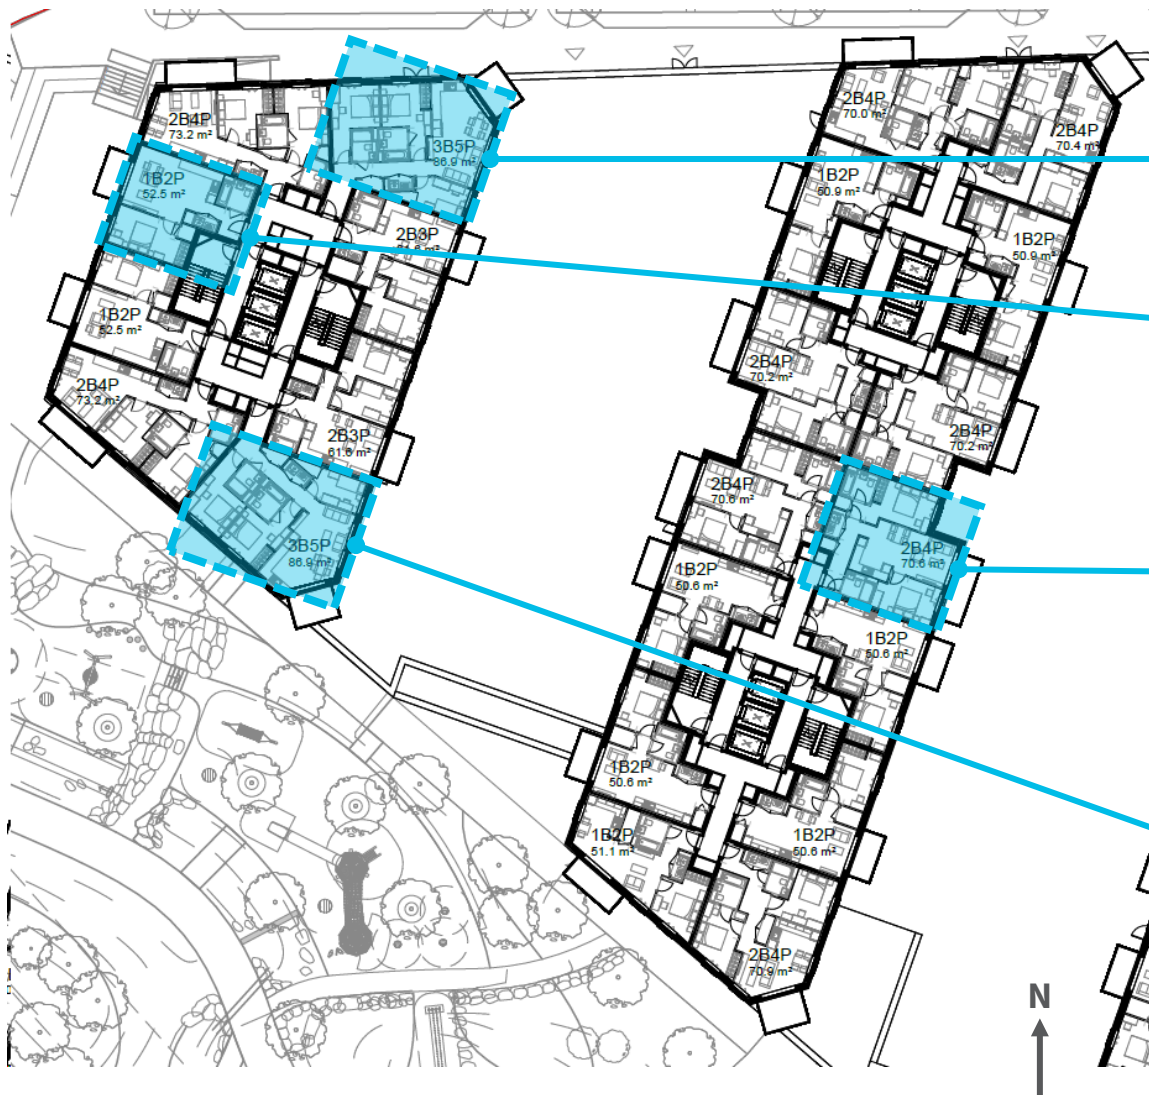 2B4P
73.2 m²
3B5P
86.9 m²
1B2P
52.5 m²
2B3P
1B2P
52.5 m²
2B4P
73.2 m²
2B3P
61.6 m²
3B5P
86.9 m²
2B4P
70.0 m²
2B4P
70.4 m²
1B2P
50.9 m²
1B2P
50.9 m²
2B4P
70.2 m²
2B4P
70.2 m²
2B4P
70.6 m²
2B4P
70.6 m²
1B2P
50.6 m²
1B2P
50.6 m²
1B2P
50.6 m²
1B2P
51.1 m²
1B2P
50.6 m²
2B4P
70.9 m²
N